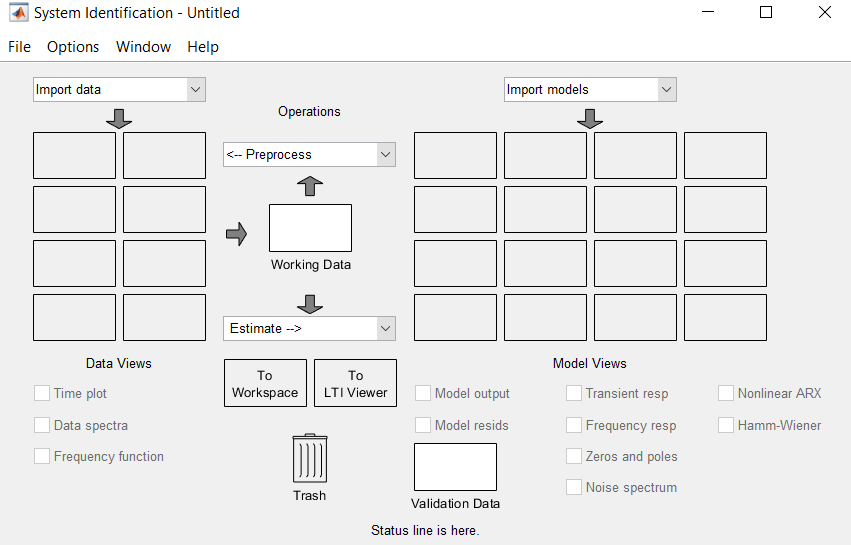 System Identification - Untitled
File Options Window Help
Import data
Import models
Operations
<-- Preprocess
Working Data
Estimate -->
Data Views
Model Views
To
Workspace
To
LTI Viewer
Time plot
Data spectra
Frequency function
Model output
Model resids
Transient resp
Frequency resp
Zeros and poles
Noise spectrum
Nonlinear ARX
Hamm-Wiener
Trash
Validation Data
Status line is here.